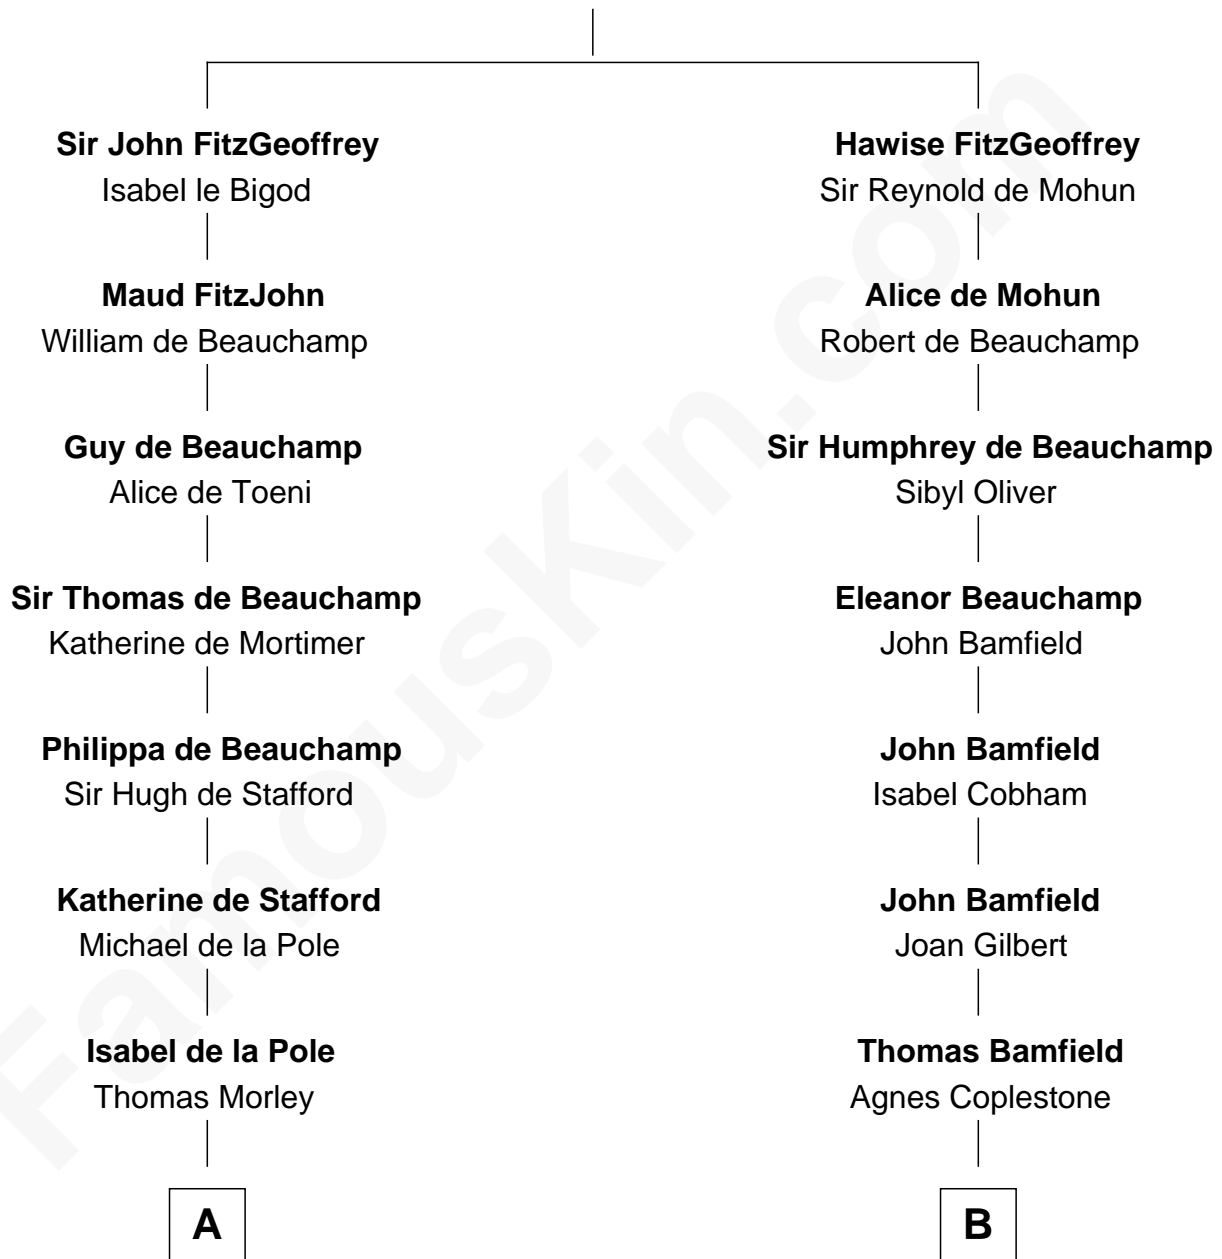 Sir John FitzGeoffrey
Isabel le Bigod
Maud FitzJohn
William de Beauchamp
Guy de Beauchamp
Alice de Toeni
Sir Thomas de Beauchamp
Katherine de Mortimer
Philippa de Beauchamp
Sir Hugh de Stafford
Katherine de Stafford
Michael de la Pole
Isabel de la Pole
Thomas Morley
A
Hawise FitzGeoffrey
Sir Reynold de Mohun
Alice de Mohun
Robert de Beauchamp
Sir Humphrey de Beauchamp
Sibyl Oliver
Eleanor Beauchamp
John Bamfield
John Bamfield
Isabel Cobham
John Bamfield
Joan Gilbert
Thomas Bamfield
Agnes Coplestone
B
FamousKin.com